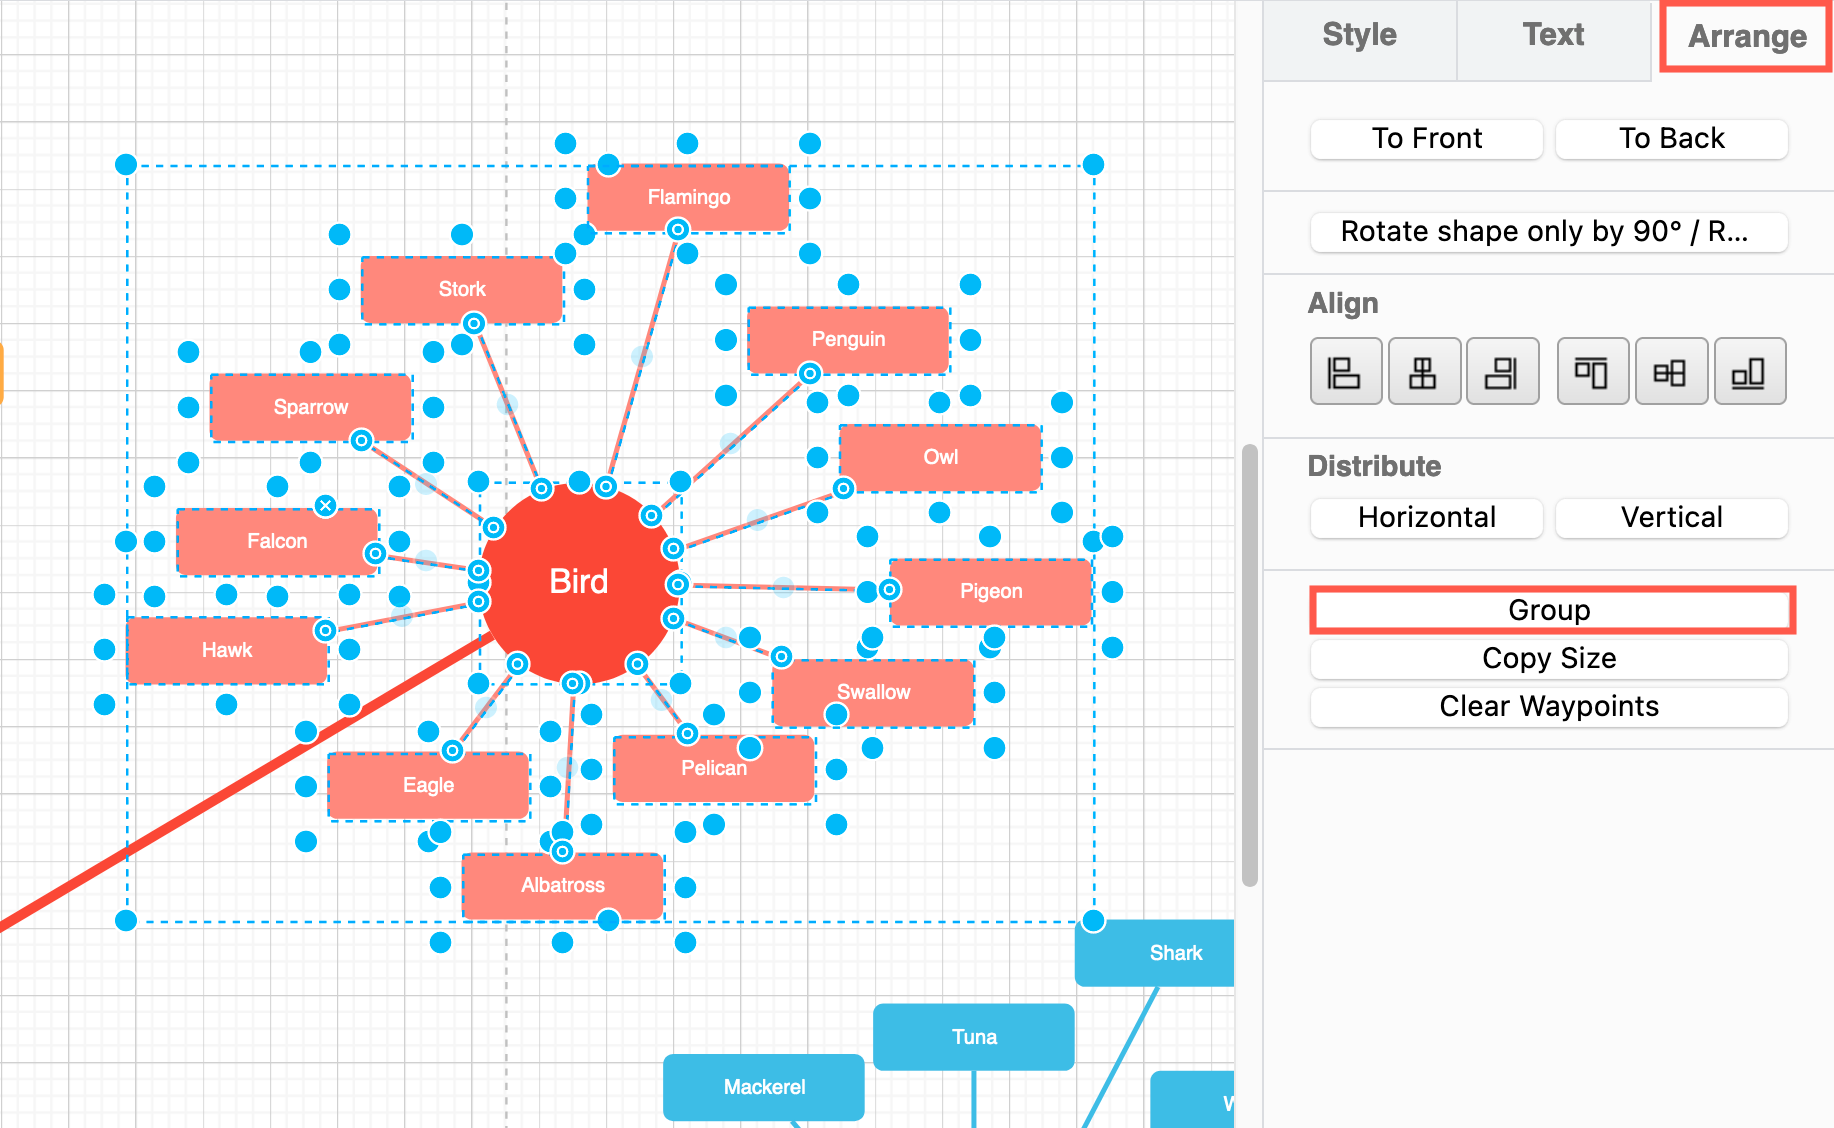 Style
Text
Arrange
To Front
To Back
Rotate shape only by 90° / R...
Align
Distribute
Horizontal
Vertical
Group
Copy Size
Clear Waypoints
Flamingo
Stork
Penguin
Sparrow
Owl
Falcon
Bird
Pigeon
Hawk
Swallow
Pelican
Eagle
Albatross
Shark
Tuna
Mackerel